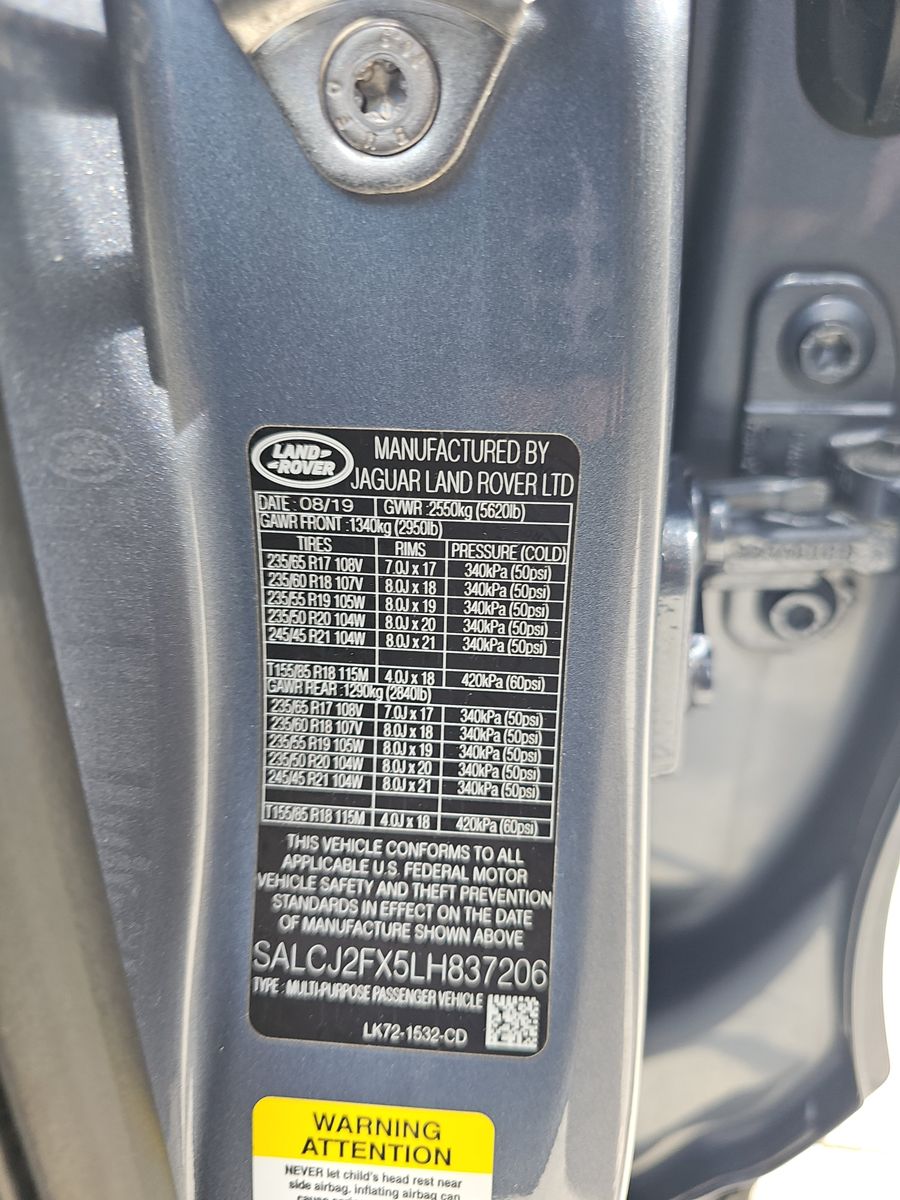 LAND-
-ROVER
MANUFACTURED BY
JAGUAR LAND ROVER LTD
DATE : 08/19 GVWR :2550kg (5620lb)
GAWR FRONT :1340kg (2950lb)
TIRES RIMS PRESSURE (COLD)
235/65 R17 108V 7.0J x 17 340kPa (50psi)
235/60 R18 107V 8.0J x 18 340kPa (50psi)
235/55 R19 105W 8.0J x 19 340kPa (50psi)
235/50 R20 104W 8.0J x 20 340kPa (50psi)
245/45 R21 104W 8.0J x 21 340kPa (50psi)
T155/85 R18 115M 4.0J x 18 420kPa (60psi)
GAWR REAR :1290kg (2840lb)
235/65 R17 108V 7.0J x 17 340kPa (50psi)
235/60 R18 107V 8.0J x 18 340kPa (50psi)
235/55 R19 105W 8.0J x 19 340kPa (50psi)
235/50 R20 104W 8.0J x 20 340kPa (50psi)
245/45 R21 104W 8.0J x 21 340kPa (50psi)
T155/85 R18 115M 4.0J x 18 420kPa (60psi)
THIS VEHICLE CONFORMS TO ALL
APPLICABLE U.S. FEDERAL MOTOR
VEHICLE SAFETY AND THEFT PREVENTION
STANDARDS IN EFFECT ON THE DATE
OF MANUFACTURE SHOWN ABOVE
SALCJ2FX5LH837206
TYPE : MULTI-PURPOSE PASSENGER VEHICLE
LK72-1532-CD
WARNING
ATTENTION
NEVER let child's head rest near
side airbag, inflating airbag can